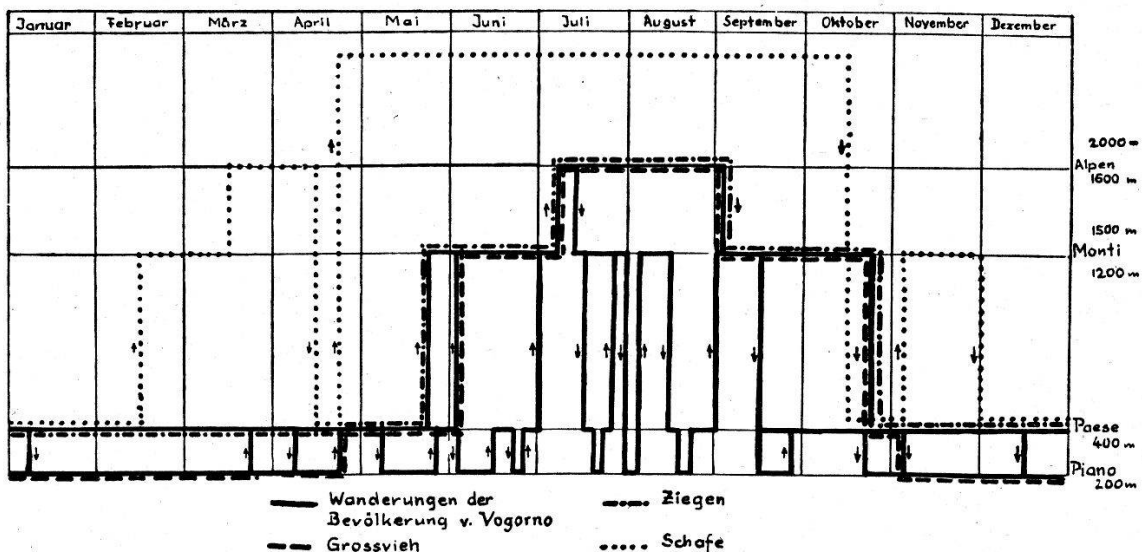 Januar Februar März April Mai Juni Juli August September Oktober November Dezember
2000 m
Alpen
1600 m
1500 m
Monti
1200 m
Paese
400 m
Piano
200 m
Wanderungen der
Bevölkerung v. Vogorno
Grossvieh
Ziegen
Schafe